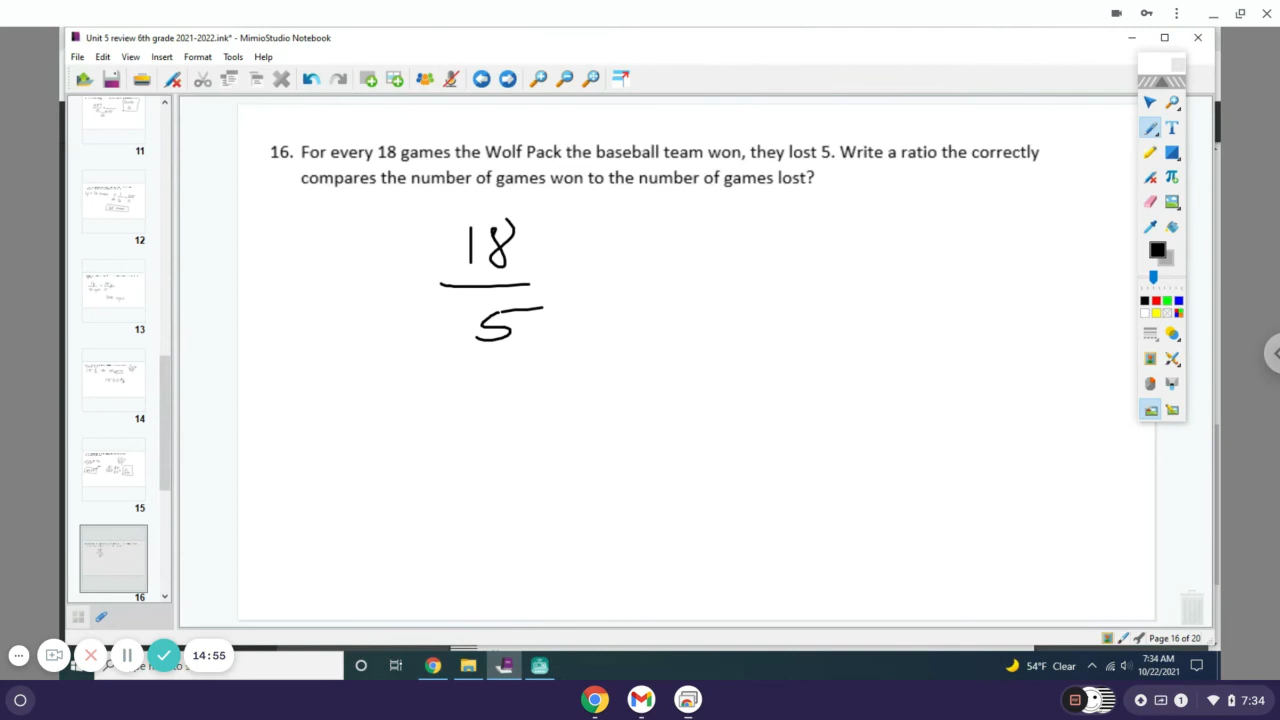 Unit 5 review 6th grade 2021-2022.ink* - MimioStudio Notebook
File Edit View Insert Format Tools Help
11
12
13
14
15
16
16. For every 18 games the Wolf Pack the baseball team won, they lost 5. Write a ratio the correctly
compares the number of games won to the number of games lost?
18
5
Page 16 of 20
14:55
54°F Clear
7:34 AM
10/22/2021
1 7:34